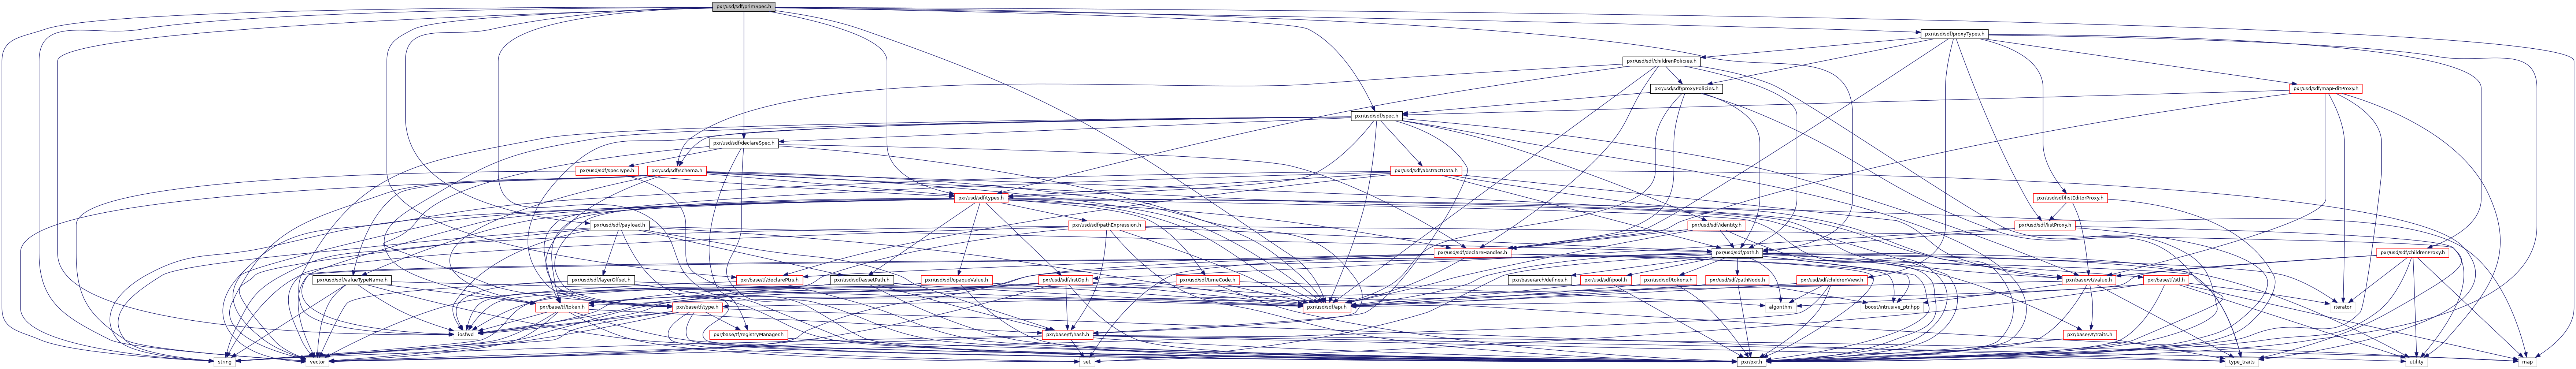 pxr/usd/sdf/primSpec.h
pxr/usd/sdf/proxyTypes.h
pxr/usd/sdf/childrenPolicies.h
pxr/usd/sdf/proxyPolicies.h
pxr/usd/sdf/mapEditProxy.h
pxr/usd/sdf/spec.h
pxr/usd/sdf/declareSpec.h
pxr/usd/sdf/specType.h
pxr/usd/sdf/schema.h
pxr/usd/sdf/abstractData.h
pxr/usd/sdf/types.h
pxr/usd/sdf/listEditorProxy.h
pxr/usd/sdf/payload.h
pxr/usd/sdf/pathExpression.h
pxr/usd/sdf/identity.h
pxr/usd/sdf/listProxy.h
pxr/usd/sdf/declareHandles.h
pxr/usd/sdf/path.h
pxr/usd/sdf/childrenProxy.h
pxr/usd/sdf/valueTypeName.h
pxr/usd/sdf/layerOffset.h
pxr/base/tf/declarePtrs.h
pxr/usd/sdf/assetPath.h
pxr/usd/sdf/opaqueValue.h
pxr/usd/sdf/listOp.h
pxr/usd/sdf/timeCode.h
pxr/base/arch/defines.h
pxr/usd/sdf/pool.h
pxr/usd/sdf/tokens.h
pxr/usd/sdf/pathNode.h
pxr/usd/sdf/childrenView.h
pxr/base/vt/value.h
pxr/base/tf/stl.h
pxr/base/tf/token.h
pxr/base/tf/type.h
pxr/usd/sdf/api.h
algorithm
boost/intrusive_ptr.hpp
iterator
iosfwd
pxr/base/tf/registryManager.h
pxr/base/tf/hash.h
pxr/base/vt/traits.h
string
vector
set
pxr/pxr.h
type_traits
utility
map